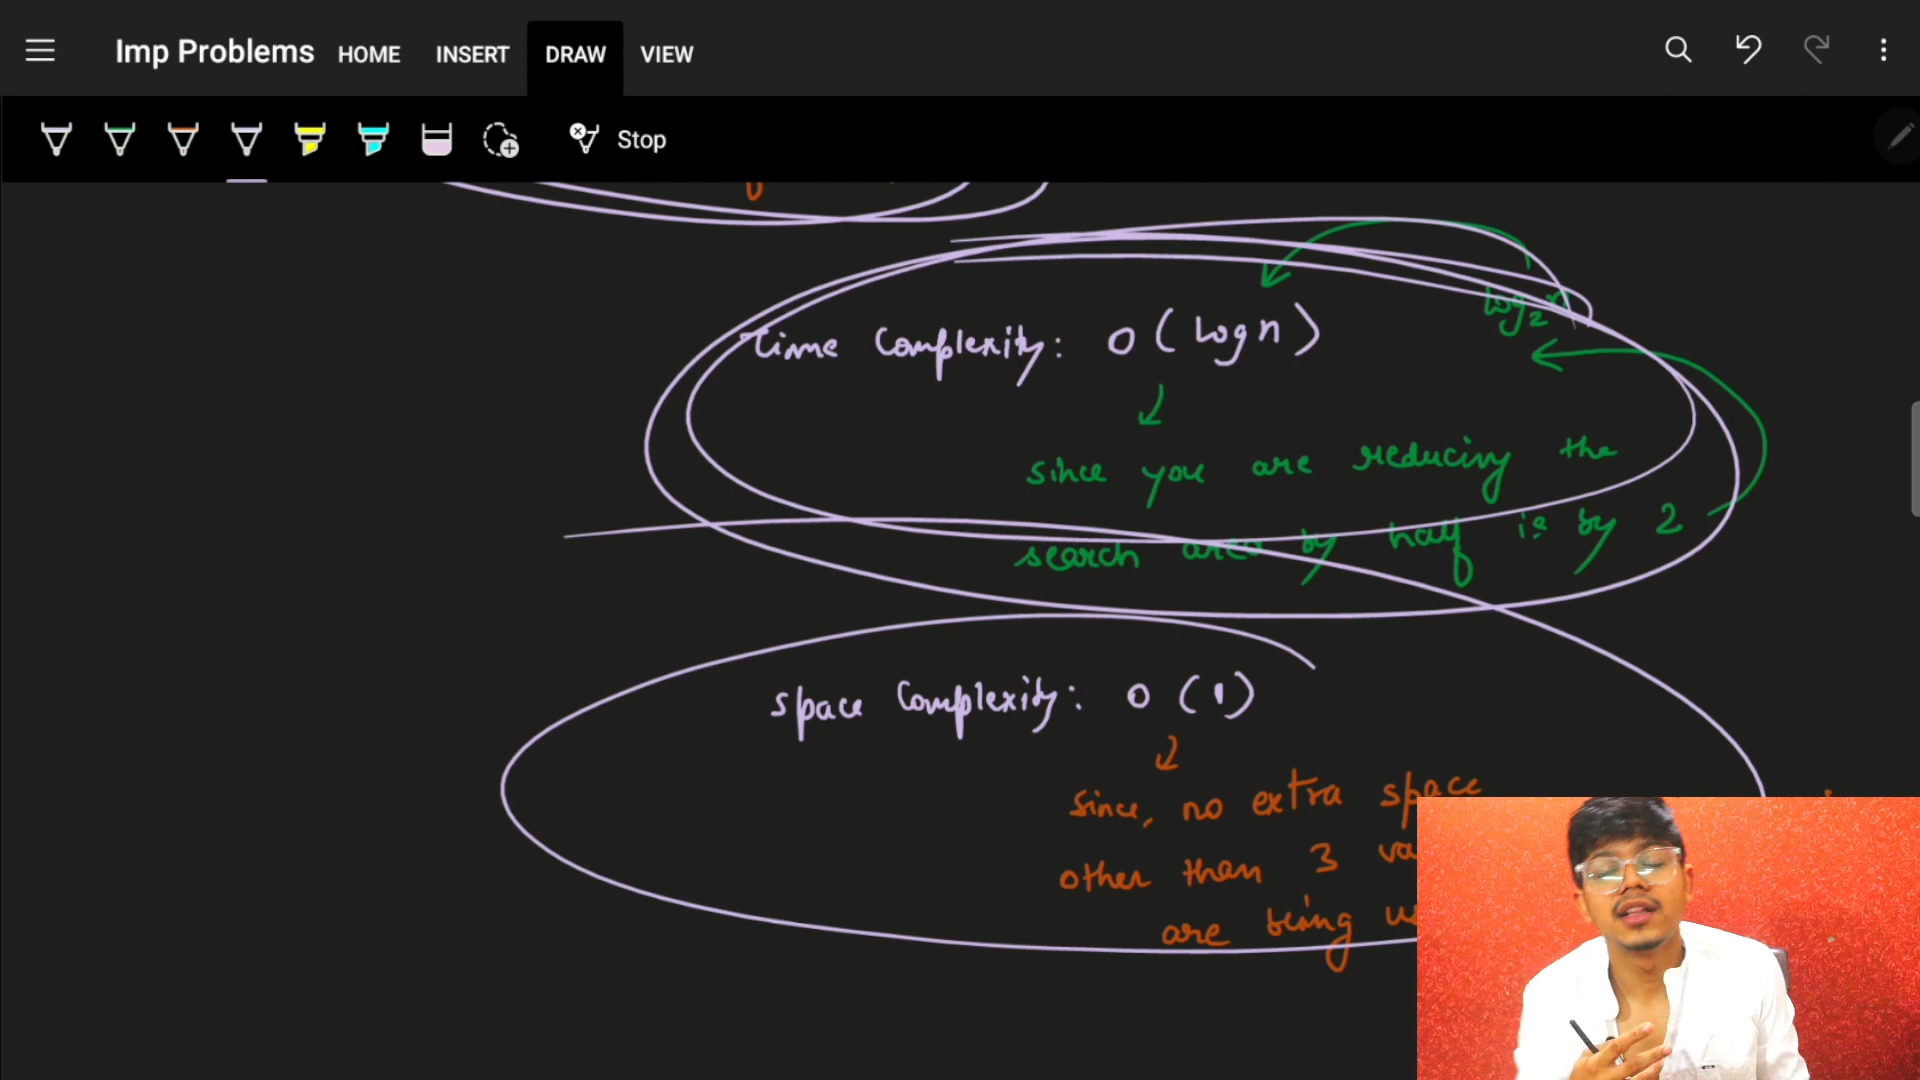 Imp Problems HOME INSERT DRAW VIEW
Stop
log₂n
Time Complexity: O (log n)
since you are reducing the
search area by half i.e by 2
space Complexity: O (1)
since, no extra space
other than 3
are being